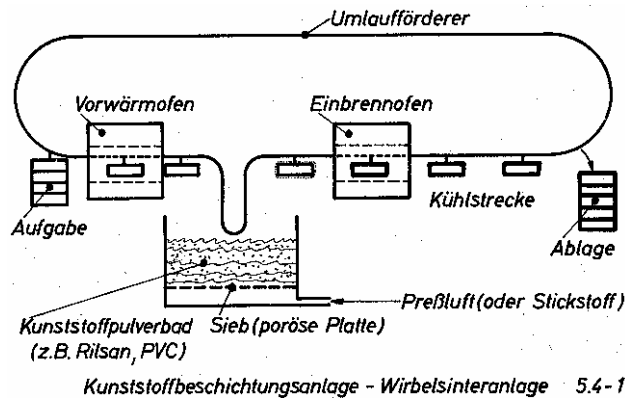 Umlaufförderer
Vorwärmofen
Einbrennofen
Aufgabe
Kühlstrecke
Ablage
Preßluft(oder Stickstoff)
Kunststoffpulverbad
(z.B. Rilsan, PVC)
Sieb(poröse Platte)
Kunststoffbeschichtungsanlage - Wirbelsinteranlage 5.4-1